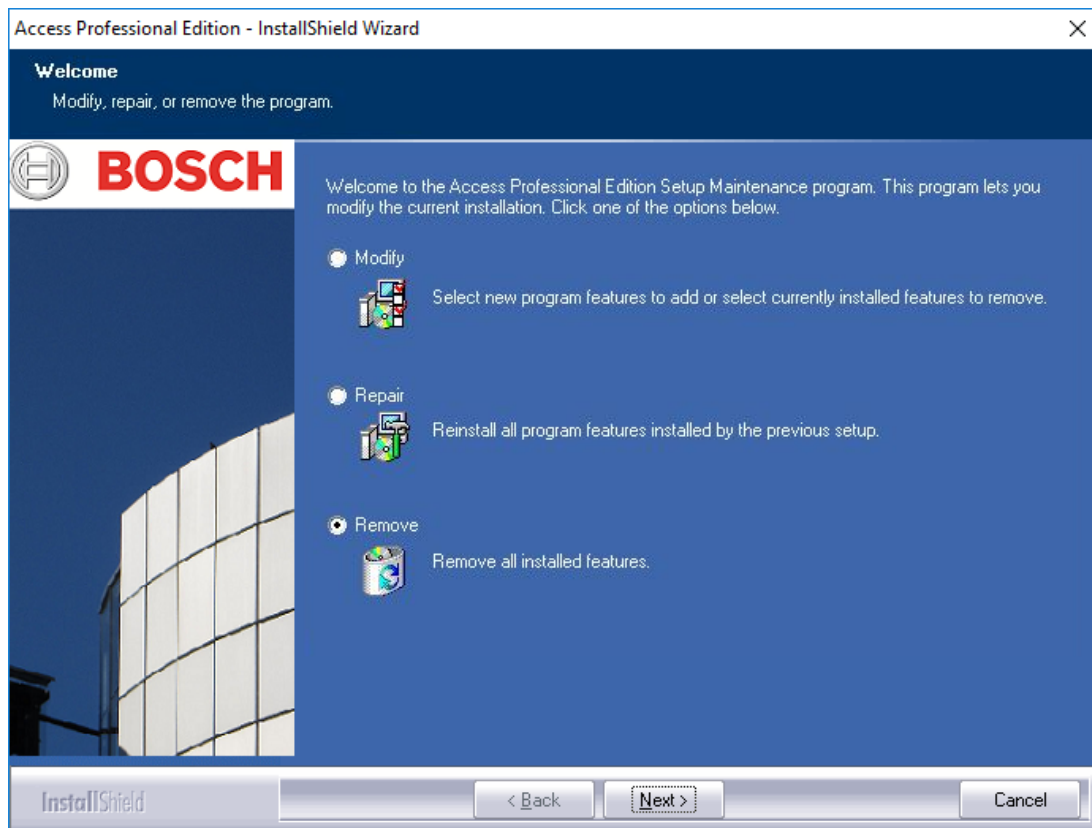 Access Professional Edition - InstallShield Wizard
Welcome
Modify, repair, or remove the program.
BOSCH
Welcome to the Access Professional Edition Setup Maintenance program. This program lets you
modify the current installation. Click one of the options below.
Modify
Select new program features to add or select currently installed features to remove.
Repair
Reinstall all program features installed by the previous setup.
Remove
Remove all installed features.
InstallShield
< Back
Next >
Cancel